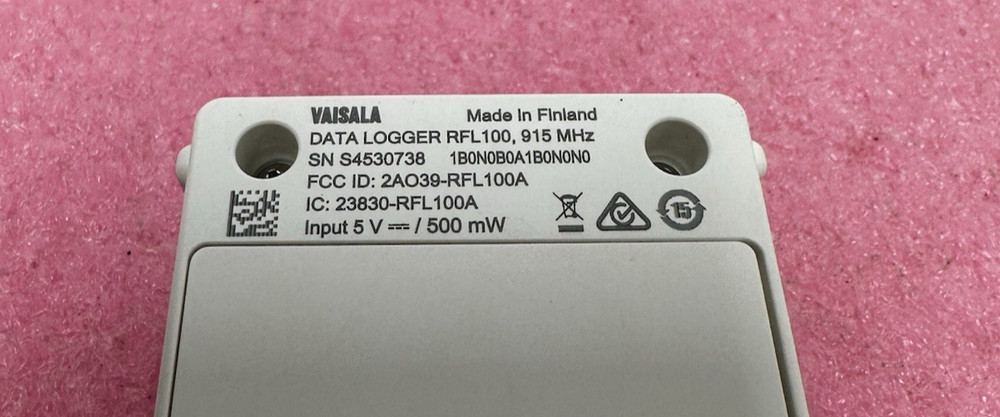 VAISALA Made in Finland
DATA LOGGER RFL100, 915 MHz
SN S4530738 1B0N0B0A1B0N0N0
FCC ID: 2AO39-RFL100A
IC: 23830-RFL100A
Input 5 V ⎓ / 500 mW
15